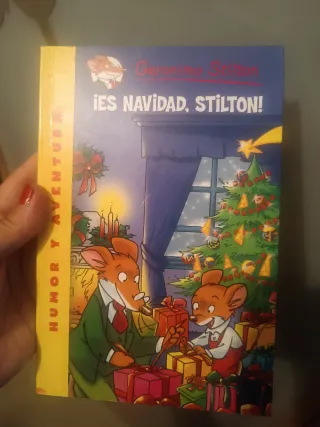 Geronimo Stilton
¡ES NAVIDAD, STILTON!
HUMOR Y AVENTURA